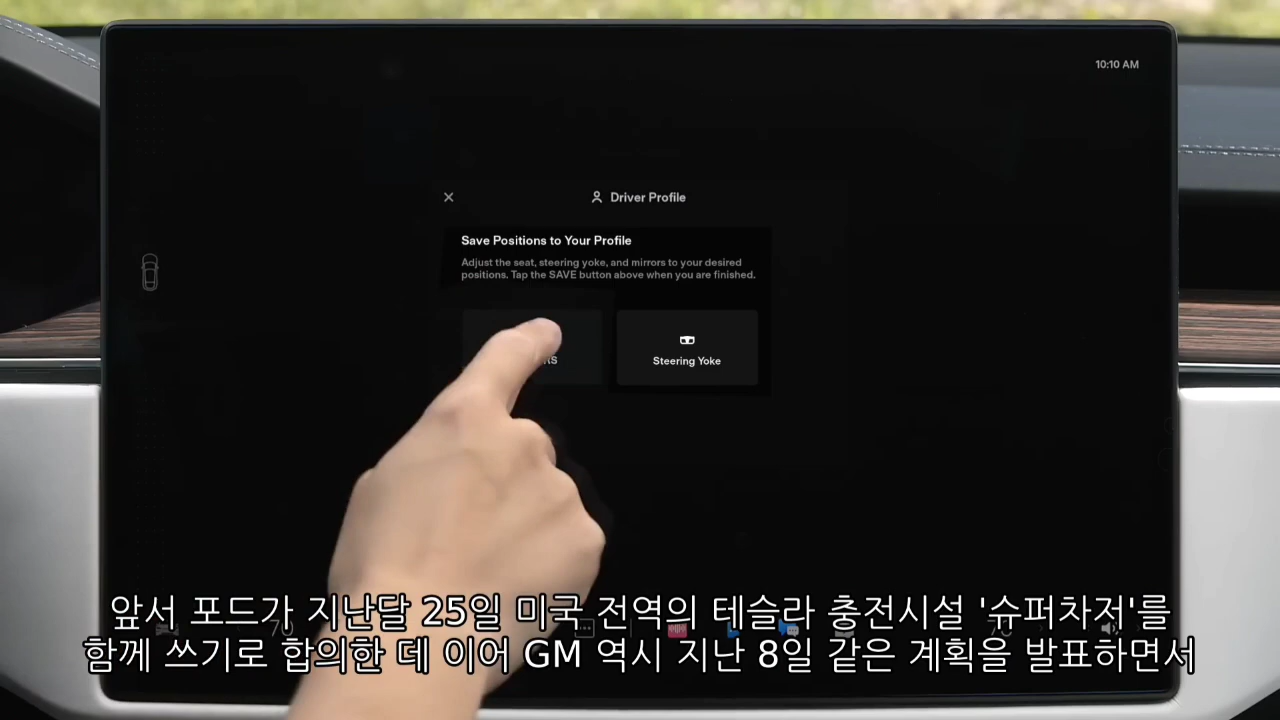 10:10 AM
Driver Profile
Save Positions to Your Profile
Adjust the seat, steering yoke, and mirrors to your desired
positions. Tap the SAVE button above when you are finished.
Steering Yoke
앞서 포드가 지난달 25일 미국 전역의 테슬라 충전시설 '슈퍼차저'를
함께 쓰기로 합의한 데 이어 GM 역시 지난 8일 같은 계획을 발표하면서